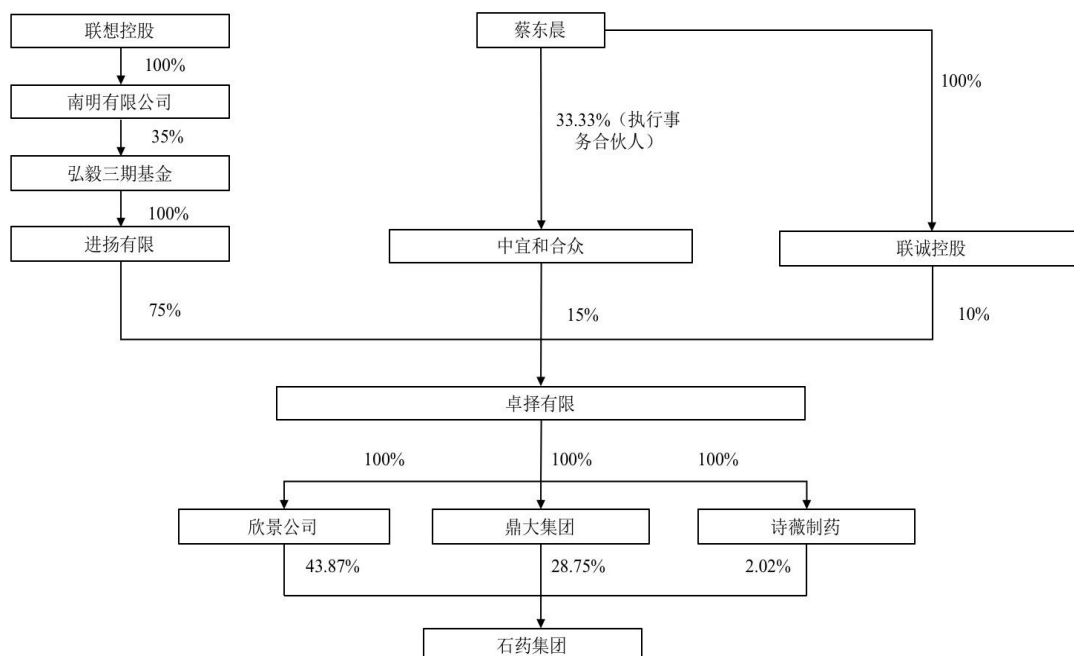 联想控股
蔡东晨
100%
100%
南明有限公司
33.33%（执行事
务合伙人）
35%
弘毅三期基金
100%
进扬有限
中宜和合众
联诚控股
75%
15%
10%
卓择有限
100%
100%
100%
欣景公司
鼎大集团
诗薇制药
43.87%
28.75%
2.02%
石药集团